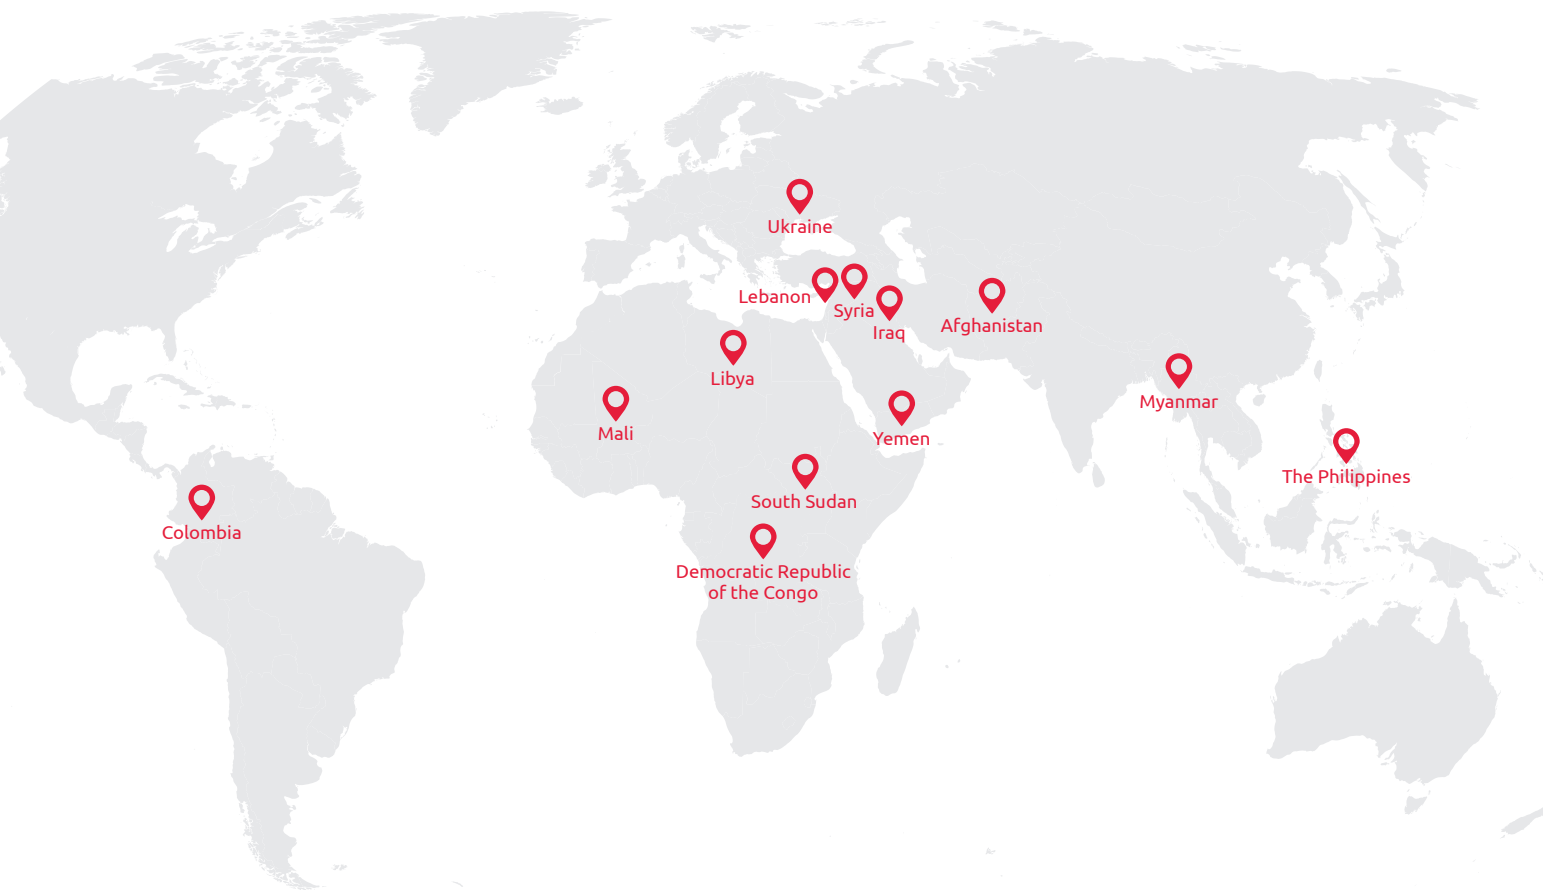 Ukraine
Lebanon
Syria
Iraq
Afghanistan
Libya
Myanmar
Mali
Yemen
The Philippines
South Sudan
Colombia
Democratic Republic
of the Congo